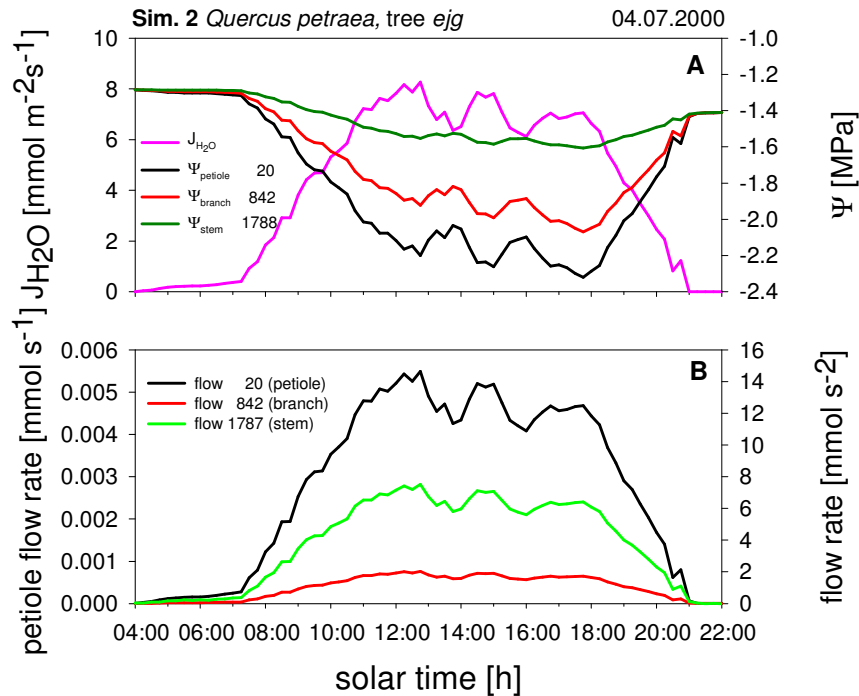 Sim. 2 Quercus petraea, tree ejg 04.07.2000
A
10
8
6
4
2
0
-1.0
-1.2
-1.4
-1.6
-1.8
-2.0
-2.2
-2.4
J_H2O
Ψ_petiole 20
Ψ_branch 842
Ψ_stem 1788
J_H2O [mmol m-2s-1]
Ψ [MPa]
B
0.006
0.005
0.004
0.003
0.002
0.001
0.000
16
14
12
10
8
6
4
2
0
flow 20 (petiole)
flow 842 (branch)
flow 1787 (stem)
petiole flow rate [mmol s-1]
flow rate [mmol s-2]
04:00 06:00 08:00 10:00 12:00 14:00 16:00 18:00 20:00 22:00
solar time [h]